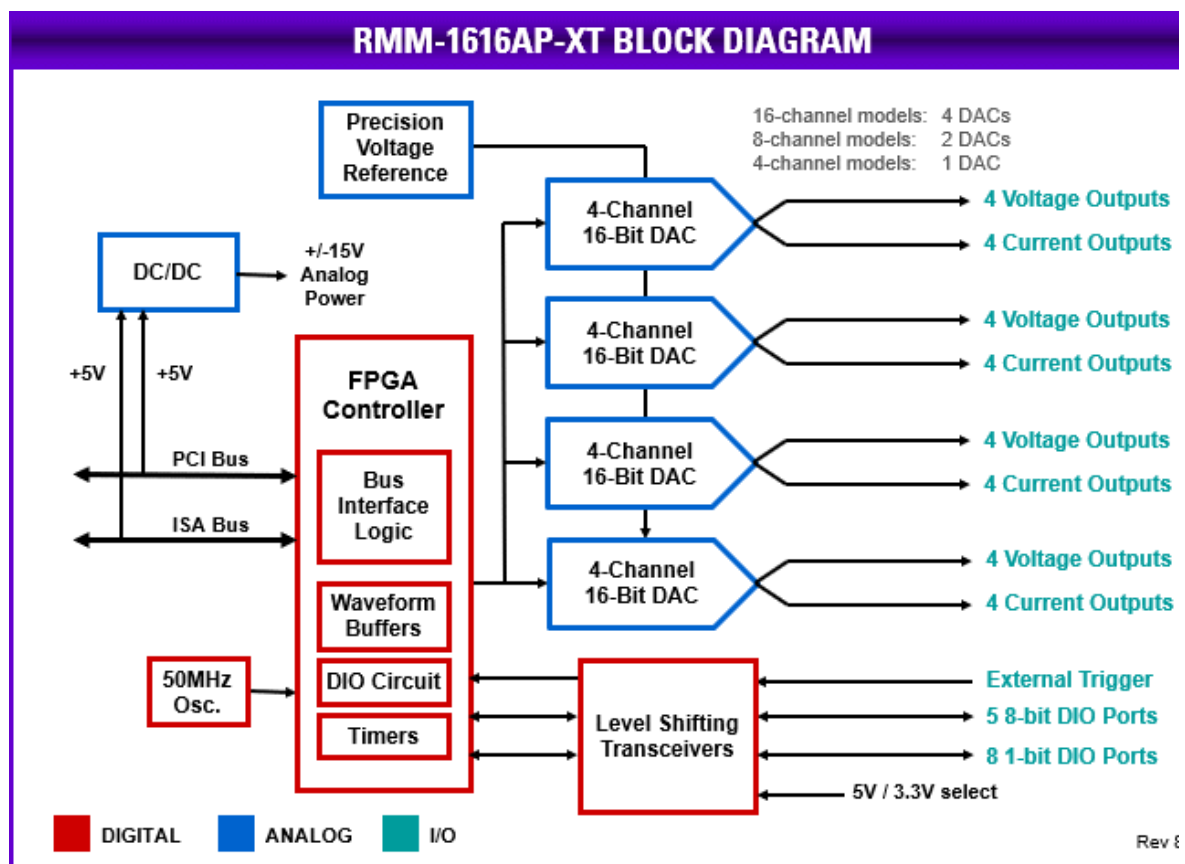 RMM-1616AP-XT BLOCK DIAGRAM
Precision
Voltage
Reference
16-channel models: 4 DACs
8-channel models: 2 DACs
4-channel models: 1 DAC
4-Channel
16-Bit DAC
4 Voltage Outputs
4 Current Outputs
DC/DC
+/-15V
Analog
Power
4-Channel
16-Bit DAC
4 Voltage Outputs
4 Current Outputs
+5V
+5V
FPGA
Controller
4-Channel
16-Bit DAC
4 Voltage Outputs
4 Current Outputs
PCI Bus
ISA Bus
Bus
Interface
Logic
4-Channel
16-Bit DAC
4 Voltage Outputs
4 Current Outputs
Waveform
Buffers
50MHz
Osc.
DIO Circuit
Timers
Level Shifting
Transceivers
External Trigger
5 8-bit DIO Ports
8 1-bit DIO Ports
5V / 3.3V select
DIGITAL
ANALOG
I/O
Rev 8